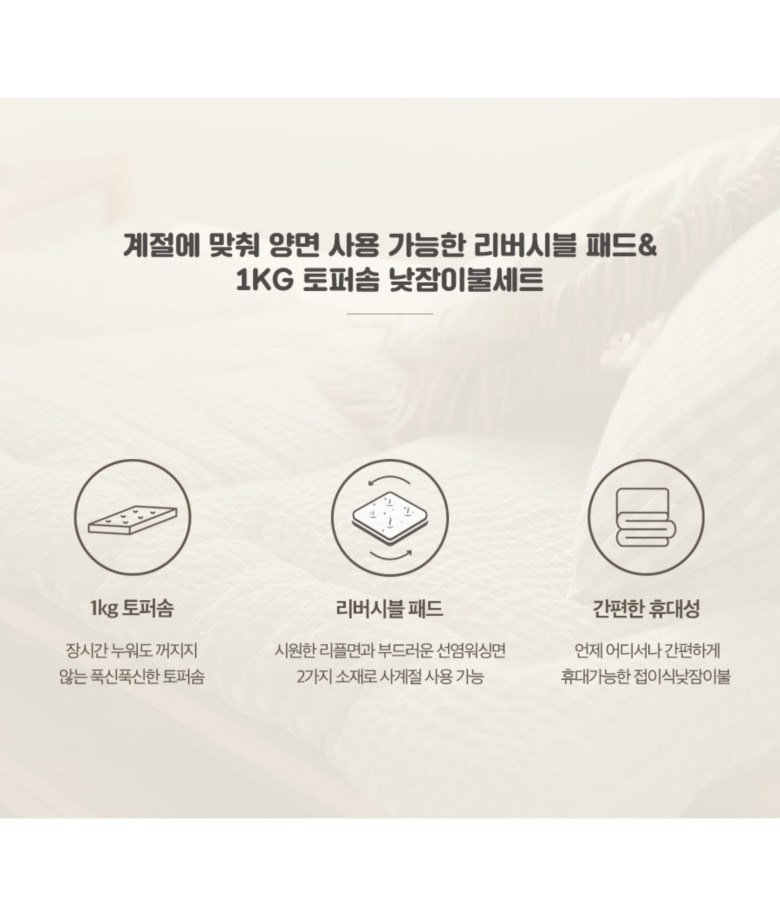 계절에 맞춰 양면 사용 가능한 리버시블 패드&
1KG 토퍼솜 낮잠이불세트
1kg 토퍼솜
장시간 누워도 꺼지지
않는 푹신푹신한 토퍼솜
리버시블 패드
시원한 리플면과 부드러운 선염워싱면
2가지 소재로 사계절 사용 가능
간편한 휴대성
언제 어디서나 간편하게
휴대가능한 접이식낮잠이불